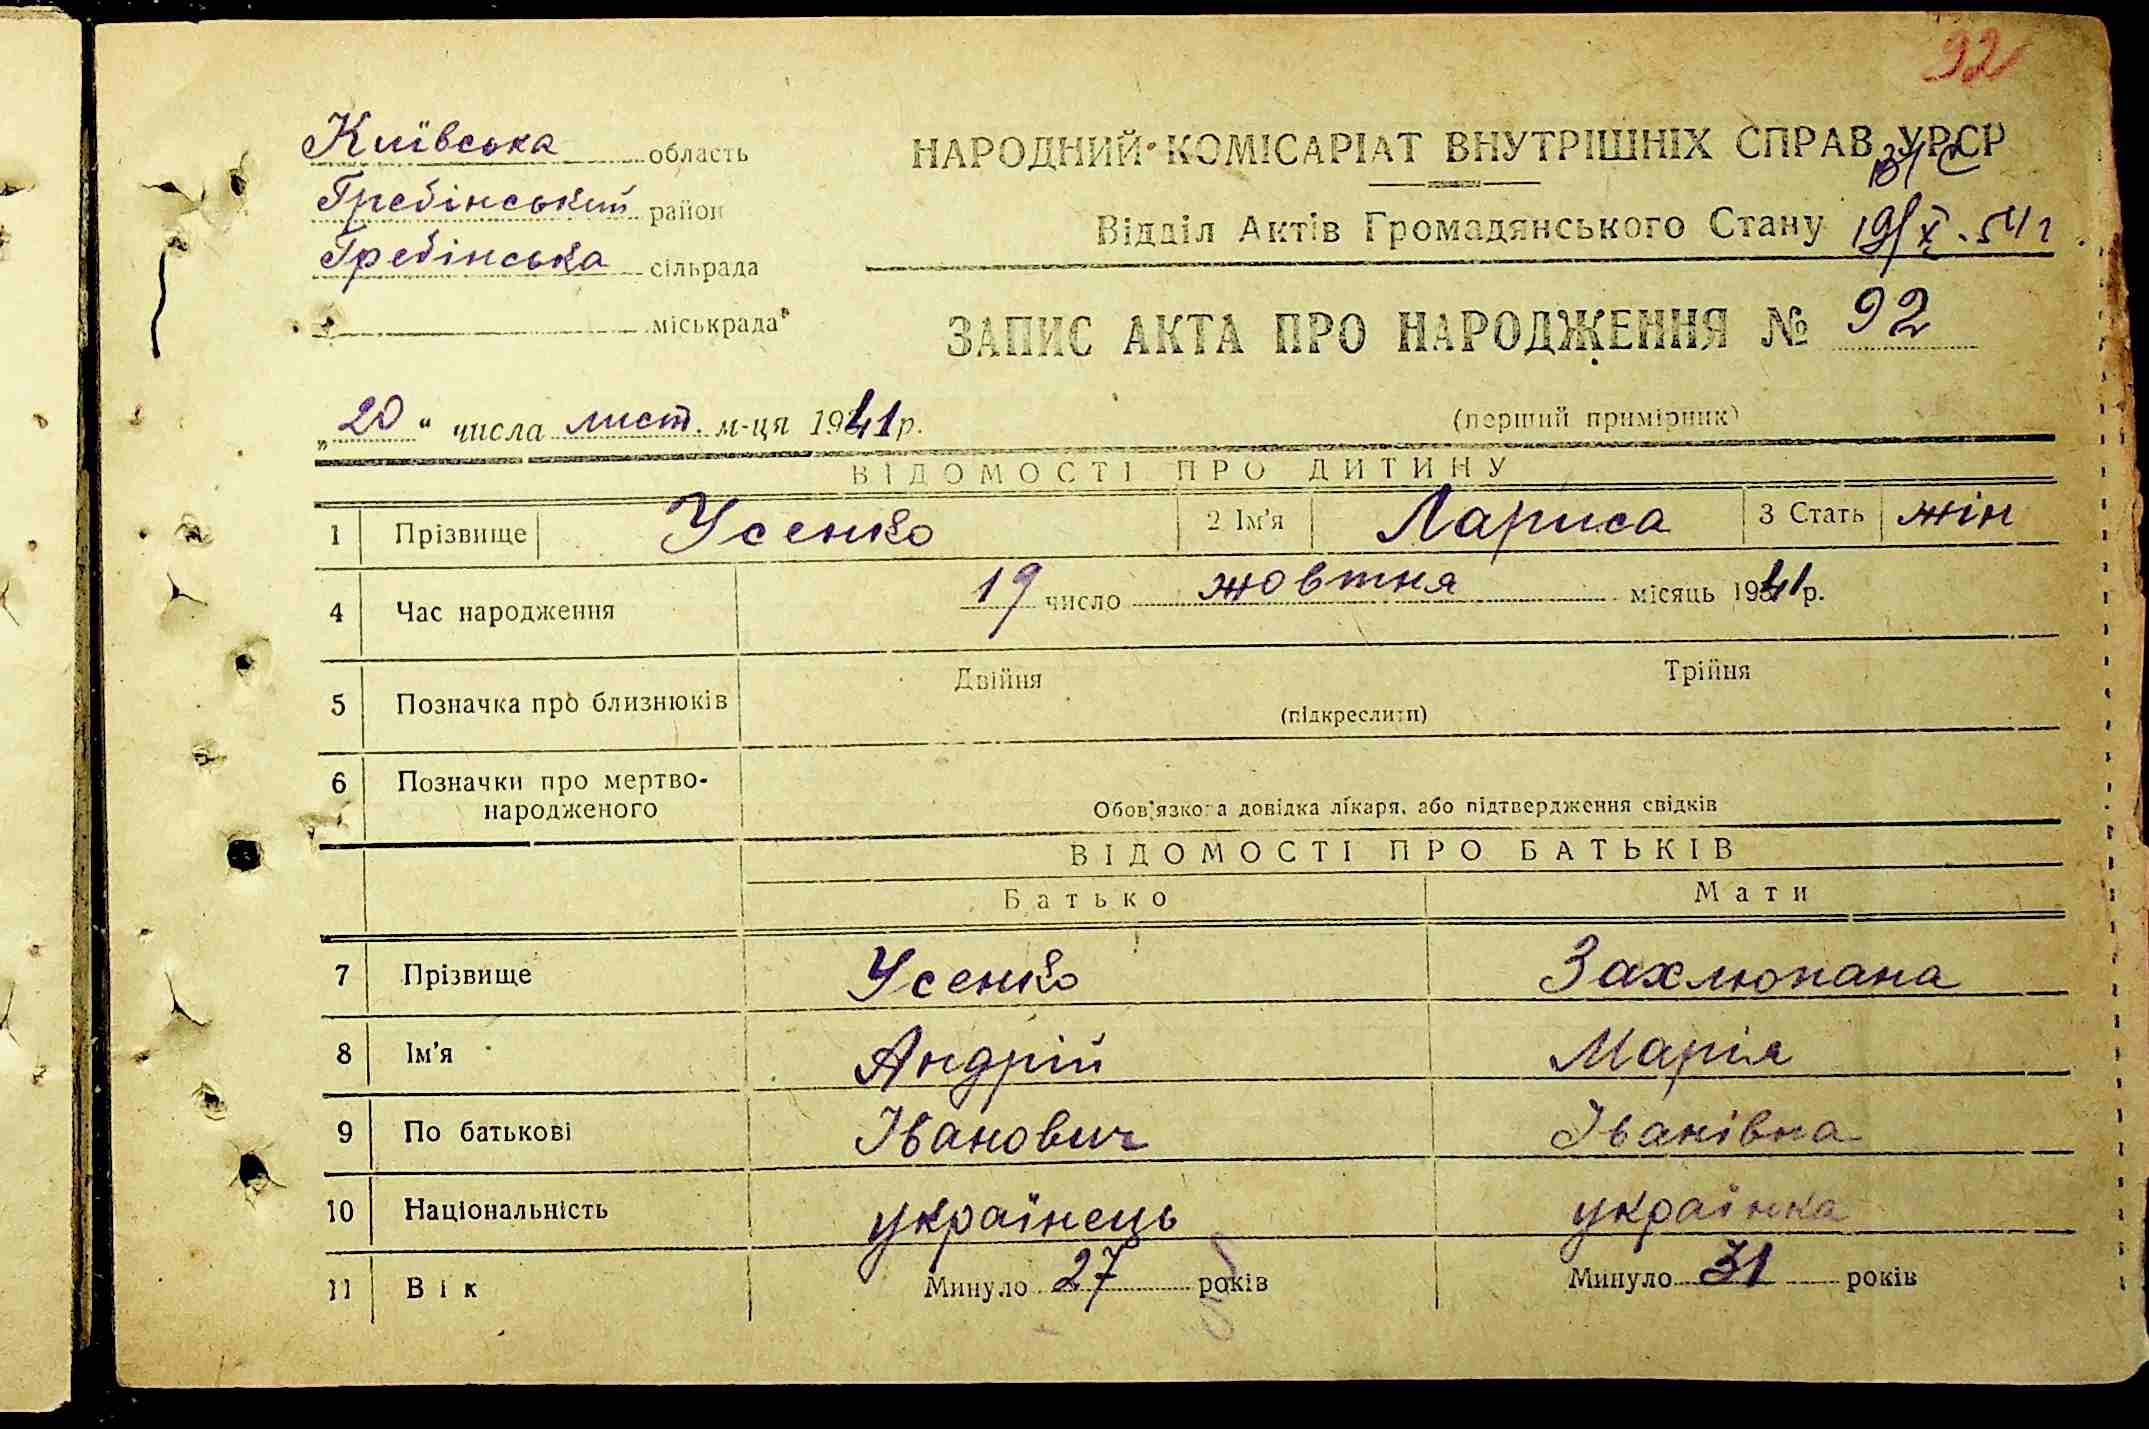 92
Київська область
НАРОДНИЙ КОМІСАРІАТ ВНУТРІШНІХ СПРАВ УРСР
Гребінський район
Відділ Актів Громадянського Стану
19/X-54 г
Гребінська сільрада
міськрада
ЗАПИС АКТА ПРО НАРОДЖЕННЯ № 92
„20“ числа лист. м-ця 1941 р.
(перший примірник)
ВІДОМОСТІ ПРО ДИТИНУ
1 Прізвище Усенко 2 Ім'я Лариса 3 Стать жін
4 Час народження 19 число жовтня місяць 1941 р.
5 Позначка про близнюків Двійня Трійня
(підкреслити)
6 Позначки про мертво-
народженого Обов'язкова довідка лікаря, або підтвердження свідків
ВІДОМОСТІ ПРО БАТЬКІВ
Батько Мати
7 Прізвище Усенко Захлюпана
8 Ім'я Андрій Марія
9 По батькові Іванович Іванівна
10 Національність українець українка
11 Вік Минуло 27 років Минуло 31 років